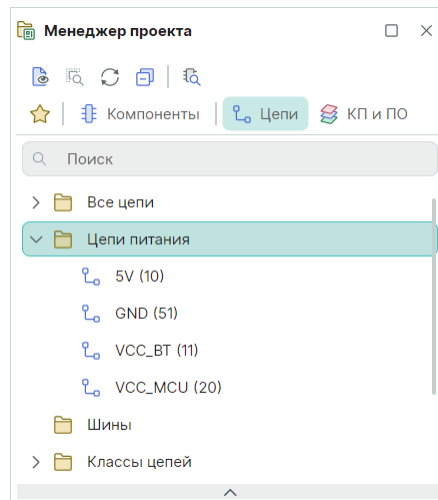 Менеджер проекта
Компоненты
Цепи
КП и ПО
Поиск
Все цепи
Цепи питания
5V (10)
GND (51)
VCC_BT (11)
VCC_MCU (20)
Шины
Классы цепей